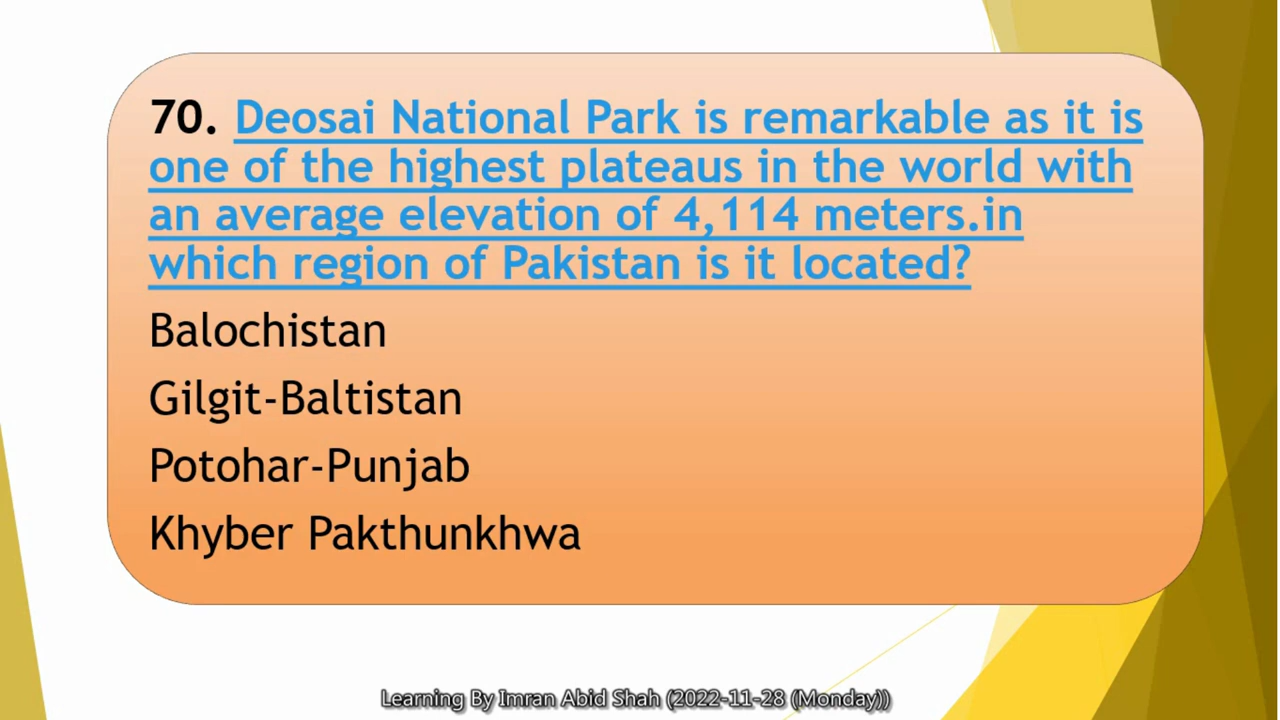 70. Deosai National Park is remarkable as it is
one of the highest plateaus in the world with
an average elevation of 4,114 meters.in
which region of Pakistan is it located?
Balochistan
Gilgit-Baltistan
Potohar-Punjab
Khyber Pakthunkhwa
Learning By Imran Abid Shah (2022-11-28 (Monday))